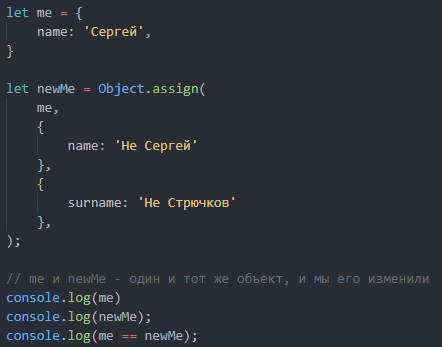 let me = {
    name: 'Сергей',
}

let newMe = Object.assign(
    me,
    {
        name: 'Не Сергей'
    },
    {
        surname: 'Не Стрючков'
    },
);

// me и newMe - один и тот же объект, и мы его изменили
console.log(me)
console.log(newMe);
console.log(me == newMe);